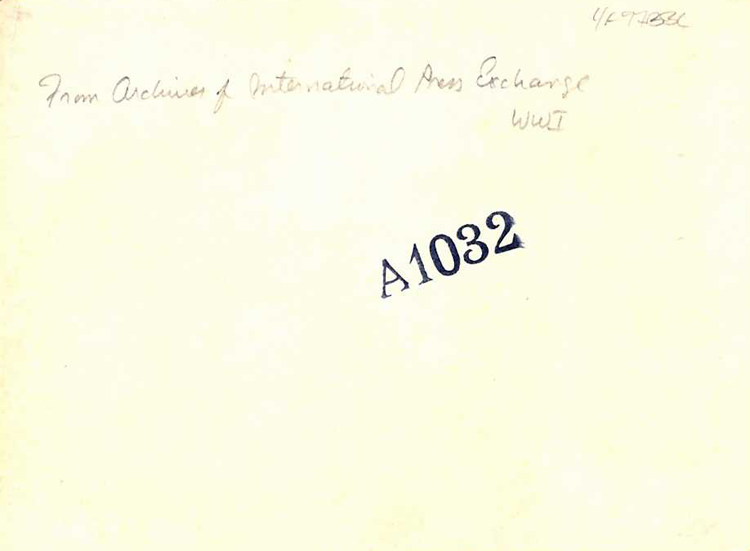 From Archives of International Press Exchange
WWI
A1032